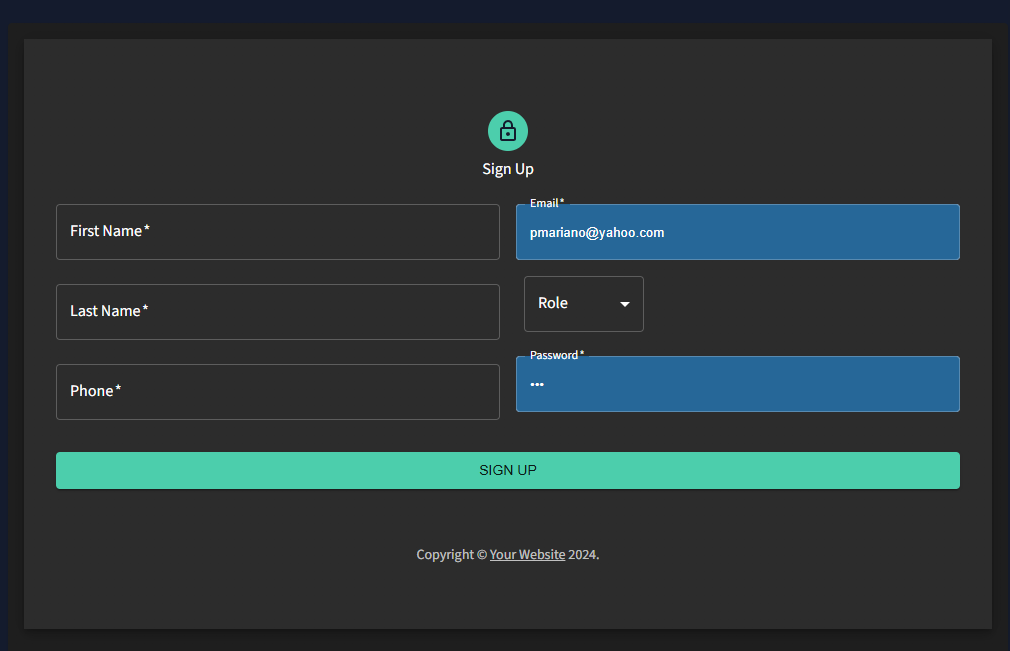 Sign Up
First Name *
Email *
pmariano@yahoo.com
Last Name *
Role
Phone *
Password *
•••
SIGN UP
Copyright © Your Website 2024.